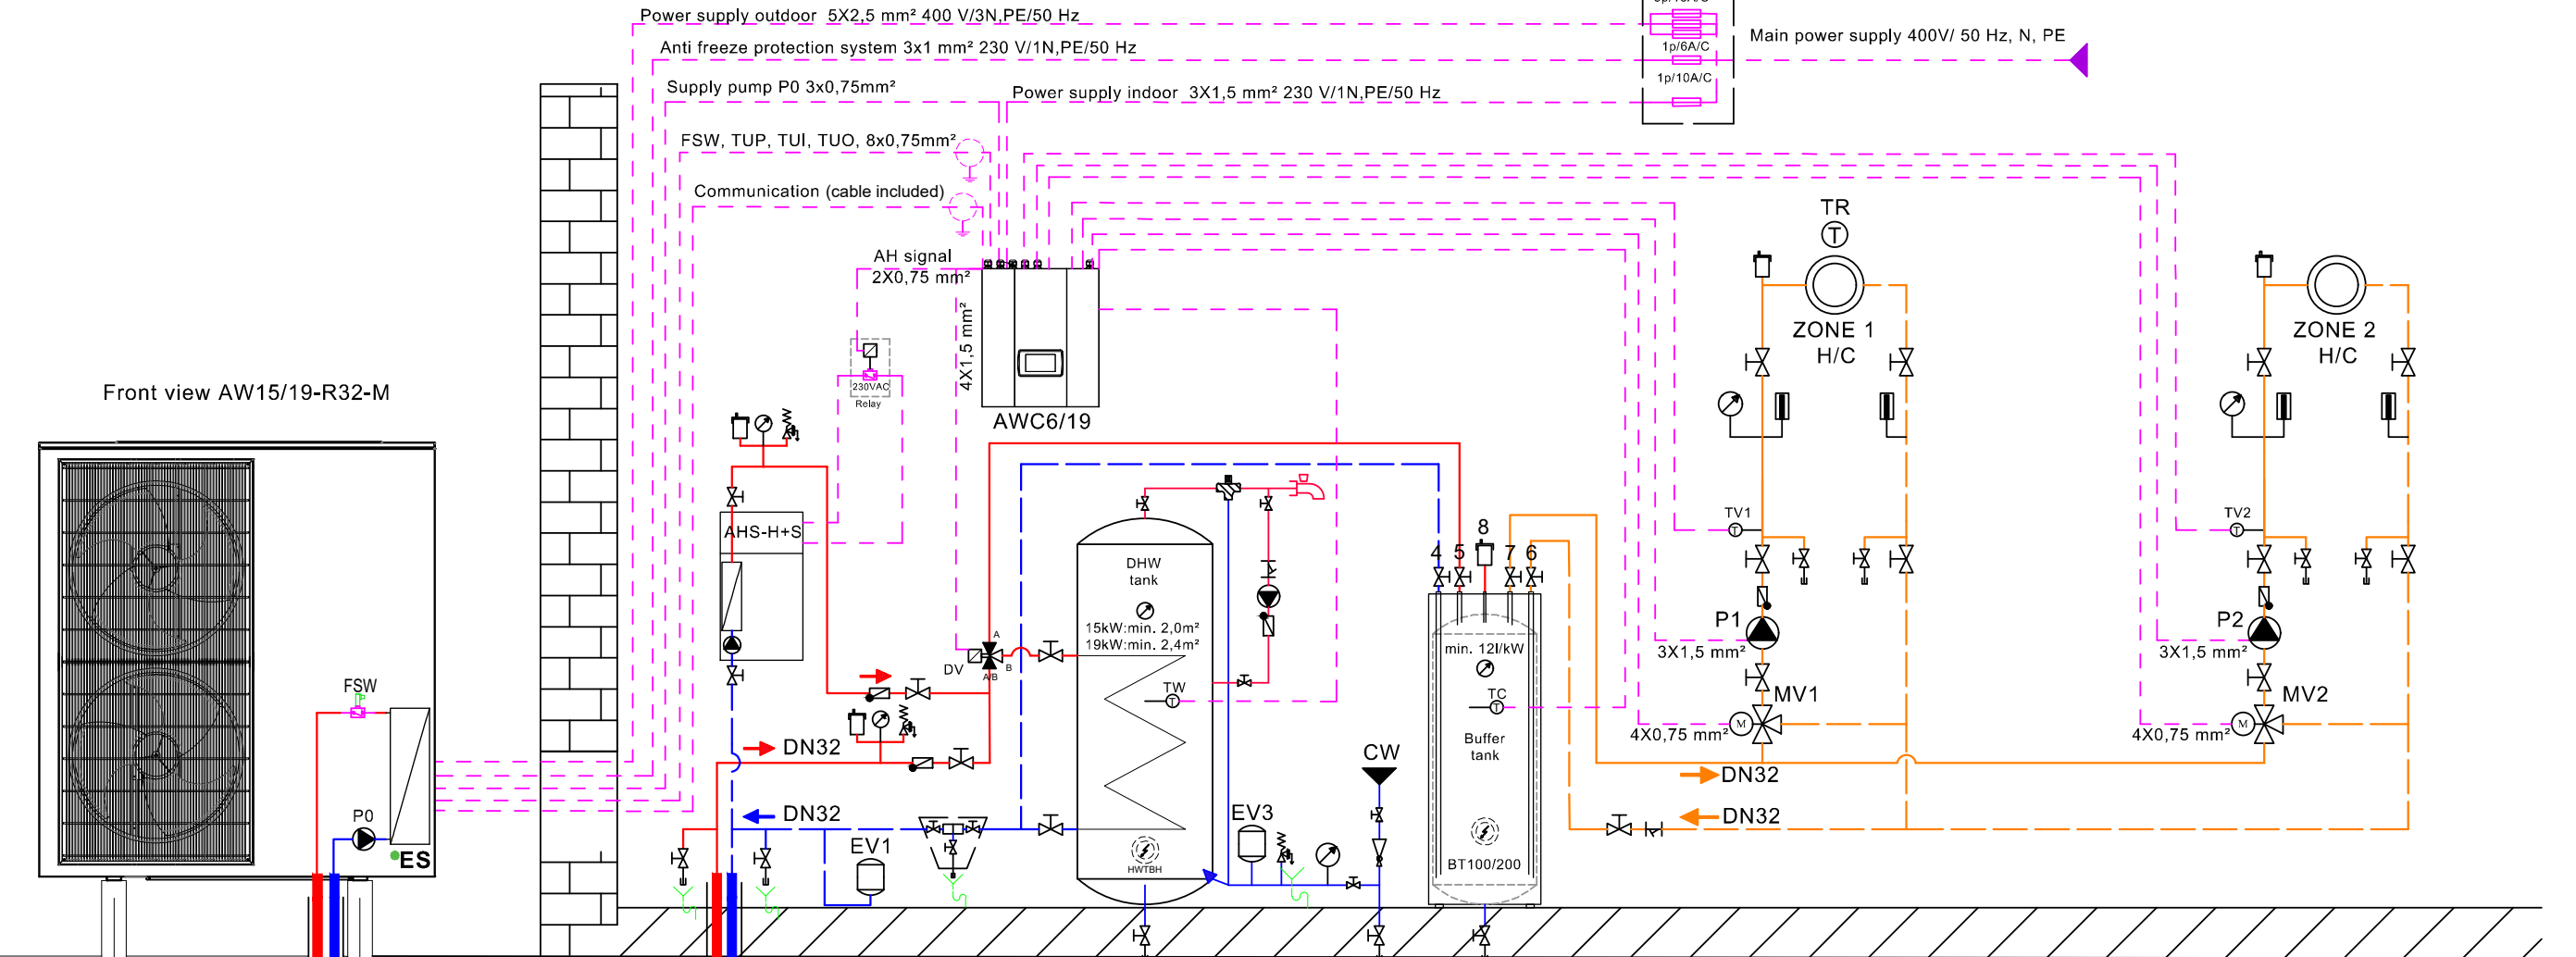 Power supply outdoor 5X2,5 mm² 400 V/3N,PE/50 Hz
Anti freeze protection system 3x1 mm² 230 V/1N,PE/50 Hz
1p/6A/C
Main power supply 400V/ 50 Hz, N, PE
1p/10A/C
Supply pump P0 3x0,75mm²
Power supply indoor 3X1,5 mm² 230 V/1N,PE/50 Hz
FSW, TUP, TUI, TUO, 8x0,75mm²
Communication (cable included)
AH signal
2X0,75 mm²
4X1,5 mm²
230VAC
Relay
AWC6/19
TR
T
ZONE 1
H/C
ZONE 2
H/C
Front view AW15/19-R32-M
AHS-H+S
DHW
tank
15kW:min. 2,0m²
19kW:min. 2,4m²
TW
T
HWTBH
DV
A
B
A/B
4
5
8
7
6
min. 12l/kW
TC
T
Buffer
tank
BT100/200
TV1
T
TV2
T
P1
3X1,5 mm²
P2
3X1,5 mm²
MV1
M
4X0,75 mm²
MV2
M
4X0,75 mm²
FSW
P0
ES
DN32
DN32
DN32
DN32
EV1
EV3
CW